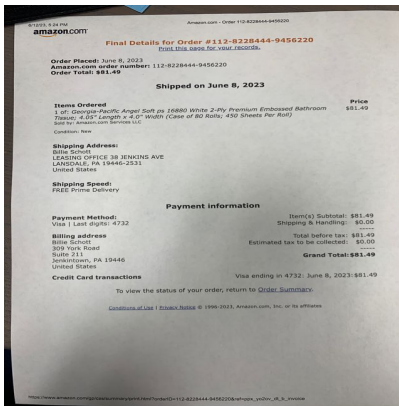 6/12/23, 5:24 PM
Amazon.com - Order 112-8228444-9456220
amazon.com
Final Details for Order #112-8228444-9456220
Print this page for your records.
Order Placed: June 8, 2023
Amazon.com order number: 112-8228444-9456220
Order Total: $81.49
Shipped on June 8, 2023
Items Ordered Price
1 of: Georgia-Pacific Angel Soft ps 16880 White 2-Ply Premium Embossed Bathroom $81.49
Tissue; 4.05" Length x 4.0" Width (Case of 80 Rolls; 450 Sheets Per Roll)
Sold by: Amazon.com Services LLC
Condition: New
Shipping Address:
Billie Schott
LEASING OFFICE 38 JENKINS AVE
LANSDALE, PA 19446-2531
United States
Shipping Speed:
FREE Prime Delivery
Payment information
Payment Method:
Visa | Last digits: 4732
Billing address
Billie Schott
309 York Road
Suite 211
Jenkintown, PA 19446
United States
Item(s) Subtotal: $81.49
Shipping & Handling: $0.00
-----
Total before tax: $81.49
Estimated tax to be collected: $0.00
-----
Grand Total: $81.49
Credit Card transactions Visa ending in 4732: June 8, 2023: $81.49
To view the status of your order, return to Order Summary.
Conditions of Use | Privacy Notice © 1996-2023, Amazon.com, Inc. or its affiliates